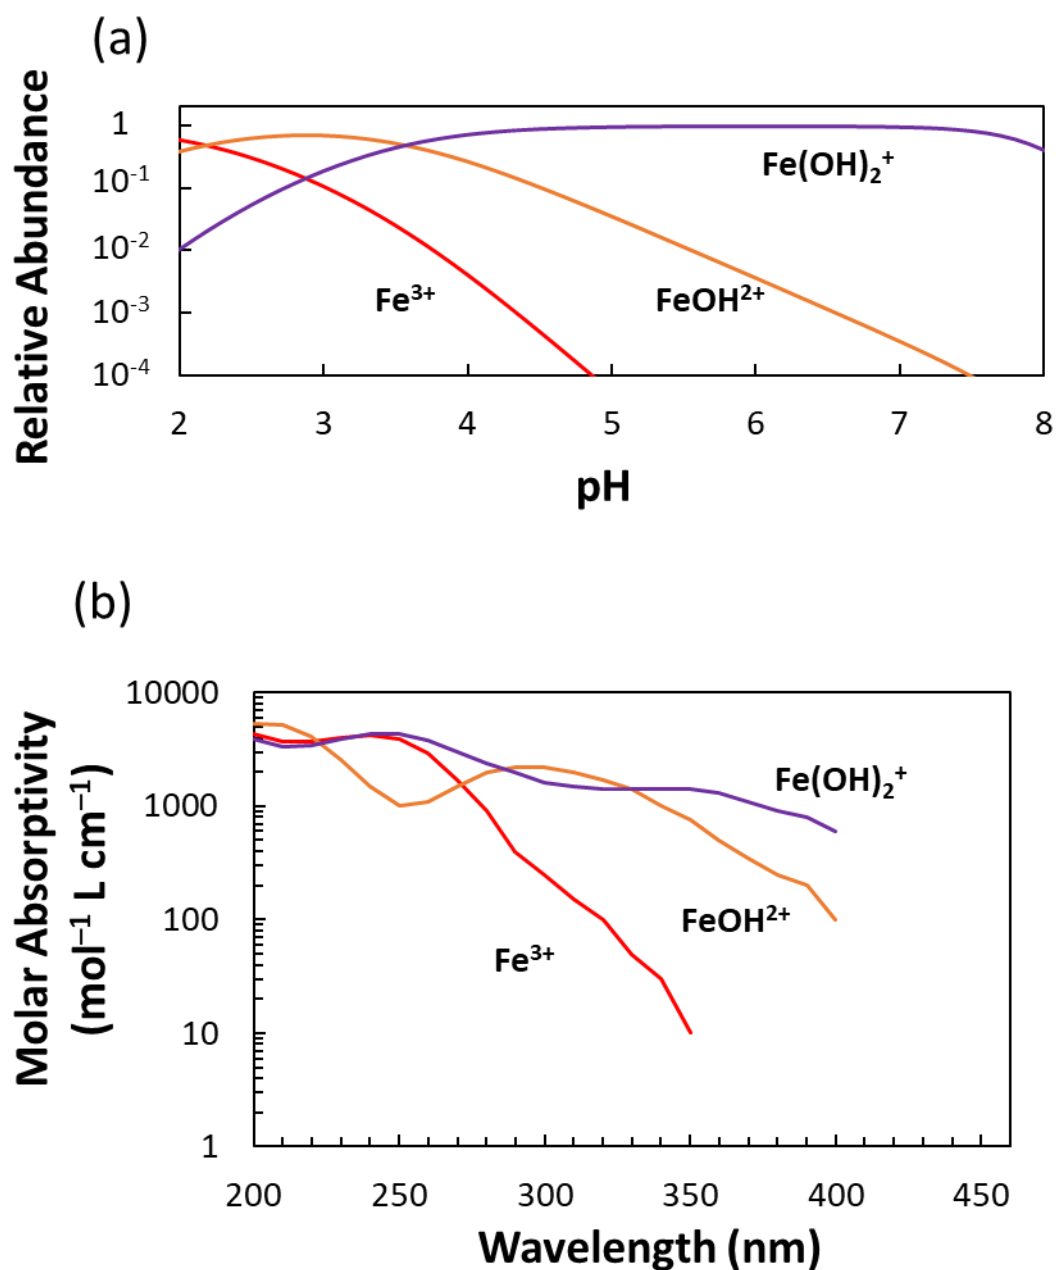 (a)
Relative Abundance
1
10⁻¹
10⁻²
10⁻³
10⁻⁴
Fe(OH)₂⁺
Fe³⁺
FeOH²⁺
2 3 4 5 6 7 8
pH
(b)
Molar Absorptivity
(mol⁻¹ L cm⁻¹)
10000
1000
100
10
1
Fe(OH)₂⁺
FeOH²⁺
Fe³⁺
200 250 300 350 400 450
Wavelength (nm)